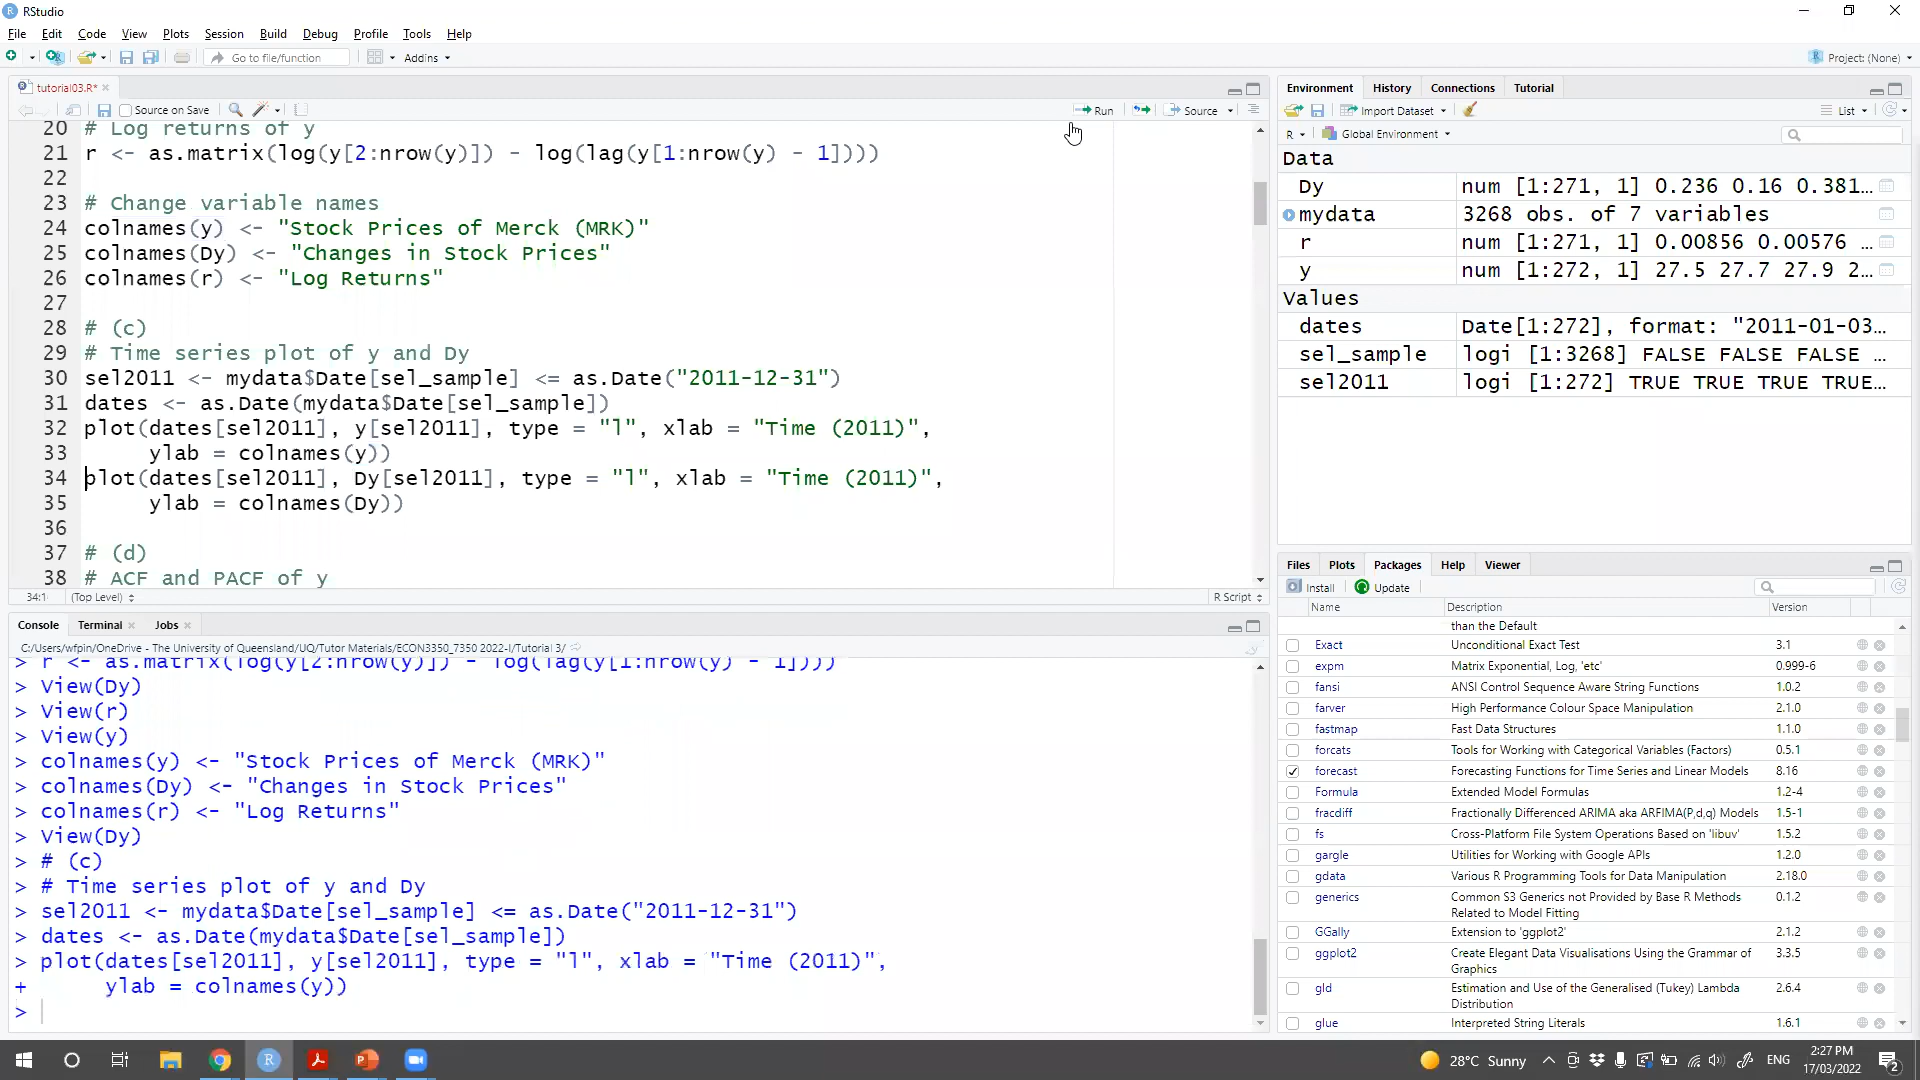 RStudio
File Edit Code View Plots Session Build Debug Profile Tools Help
Go to file/function Addins Project: (None)
tutorial03.R*
Source on Save Run Source
20 # Log returns of y
21 r <- as.matrix(log(y[2:nrow(y)]) - log(lag(y[1:nrow(y) - 1])))
22
23 # Change variable names
24 colnames(y) <- "Stock Prices of Merck (MRK)"
25 colnames(Dy) <- "Changes in Stock Prices"
26 colnames(r) <- "Log Returns"
27
28 # (c)
29 # Time series plot of y and Dy
30 sel2011 <- mydata$Date[sel_sample] <= as.Date("2011-12-31")
31 dates <- as.Date(mydata$Date[sel_sample])
32 plot(dates[sel2011], y[sel2011], type = "l", xlab = "Time (2011)",
33 ylab = colnames(y))
34 plot(dates[sel2011], Dy[sel2011], type = "l", xlab = "Time (2011)",
35 ylab = colnames(Dy))
36
37 # (d)
38 # ACF and PACF of y
34:1 (Top Level) R Script
Console Terminal Jobs
C:/Users/wfpin/OneDrive - The University of Queensland/UQ/Tutor Materials/ECON3350_7350 2022-I/Tutorial 3/
> r <- as.matrix(log(y[2:nrow(y)]) - log(lag(y[1:nrow(y) - 1])))
> View(Dy)
> View(r)
> View(y)
> colnames(y) <- "Stock Prices of Merck (MRK)"
> colnames(Dy) <- "Changes in Stock Prices"
> colnames(r) <- "Log Returns"
> View(Dy)
> # (c)
> # Time series plot of y and Dy
> sel2011 <- mydata$Date[sel_sample] <= as.Date("2011-12-31")
> dates <- as.Date(mydata$Date[sel_sample])
> plot(dates[sel2011], y[sel2011], type = "l", xlab = "Time (2011)",
+ ylab = colnames(y))
>
Environment History Connections Tutorial
Import Dataset List
R Global Environment
Data
Dy num [1:271, 1] 0.236 0.16 0.381...
mydata 3268 obs. of 7 variables
r num [1:271, 1] 0.00856 0.00576 ...
y num [1:272, 1] 27.5 27.7 27.9 2...
Values
dates Date[1:272], format: "2011-01-03...
sel_sample logi [1:3268] FALSE FALSE FALSE ...
sel2011 logi [1:272] TRUE TRUE TRUE TRUE...
Files Plots Packages Help Viewer
Install Update
Name Description Version
than the Default
Exact Unconditional Exact Test 3.1
expm Matrix Exponential, Log, 'etc' 0.999-6
fansi ANSI Control Sequence Aware String Functions 1.0.2
farver High Performance Colour Space Manipulation 2.1.0
fastmap Fast Data Structures 1.1.0
forcats Tools for Working with Categorical Variables (Factors) 0.5.1
forecast Forecasting Functions for Time Series and Linear Models 8.16
Formula Extended Model Formulas 1.2-4
fracdiff Fractionally Differenced ARIMA aka ARFIMA(P,d,q) Models 1.5-1
fs Cross-Platform File System Operations Based on 'libuv' 1.5.2
gargle Utilities for Working with Google APIs 1.2.0
gdata Various R Programming Tools for Data Manipulation 2.18.0
generics Common S3 Generics not Provided by Base R Methods 0.1.2
Related to Model Fitting
GGally Extension to 'ggplot2' 2.1.2
ggplot2 Create Elegant Data Visualisations Using the Grammar of 3.3.5
Graphics
gld Estimation and Use of the Generalised (Tukey) Lambda 2.6.4
Distribution
glue Interpreted String Literals 1.6.1
28°C Sunny ENG 2:27 PM
17/03/2022 2